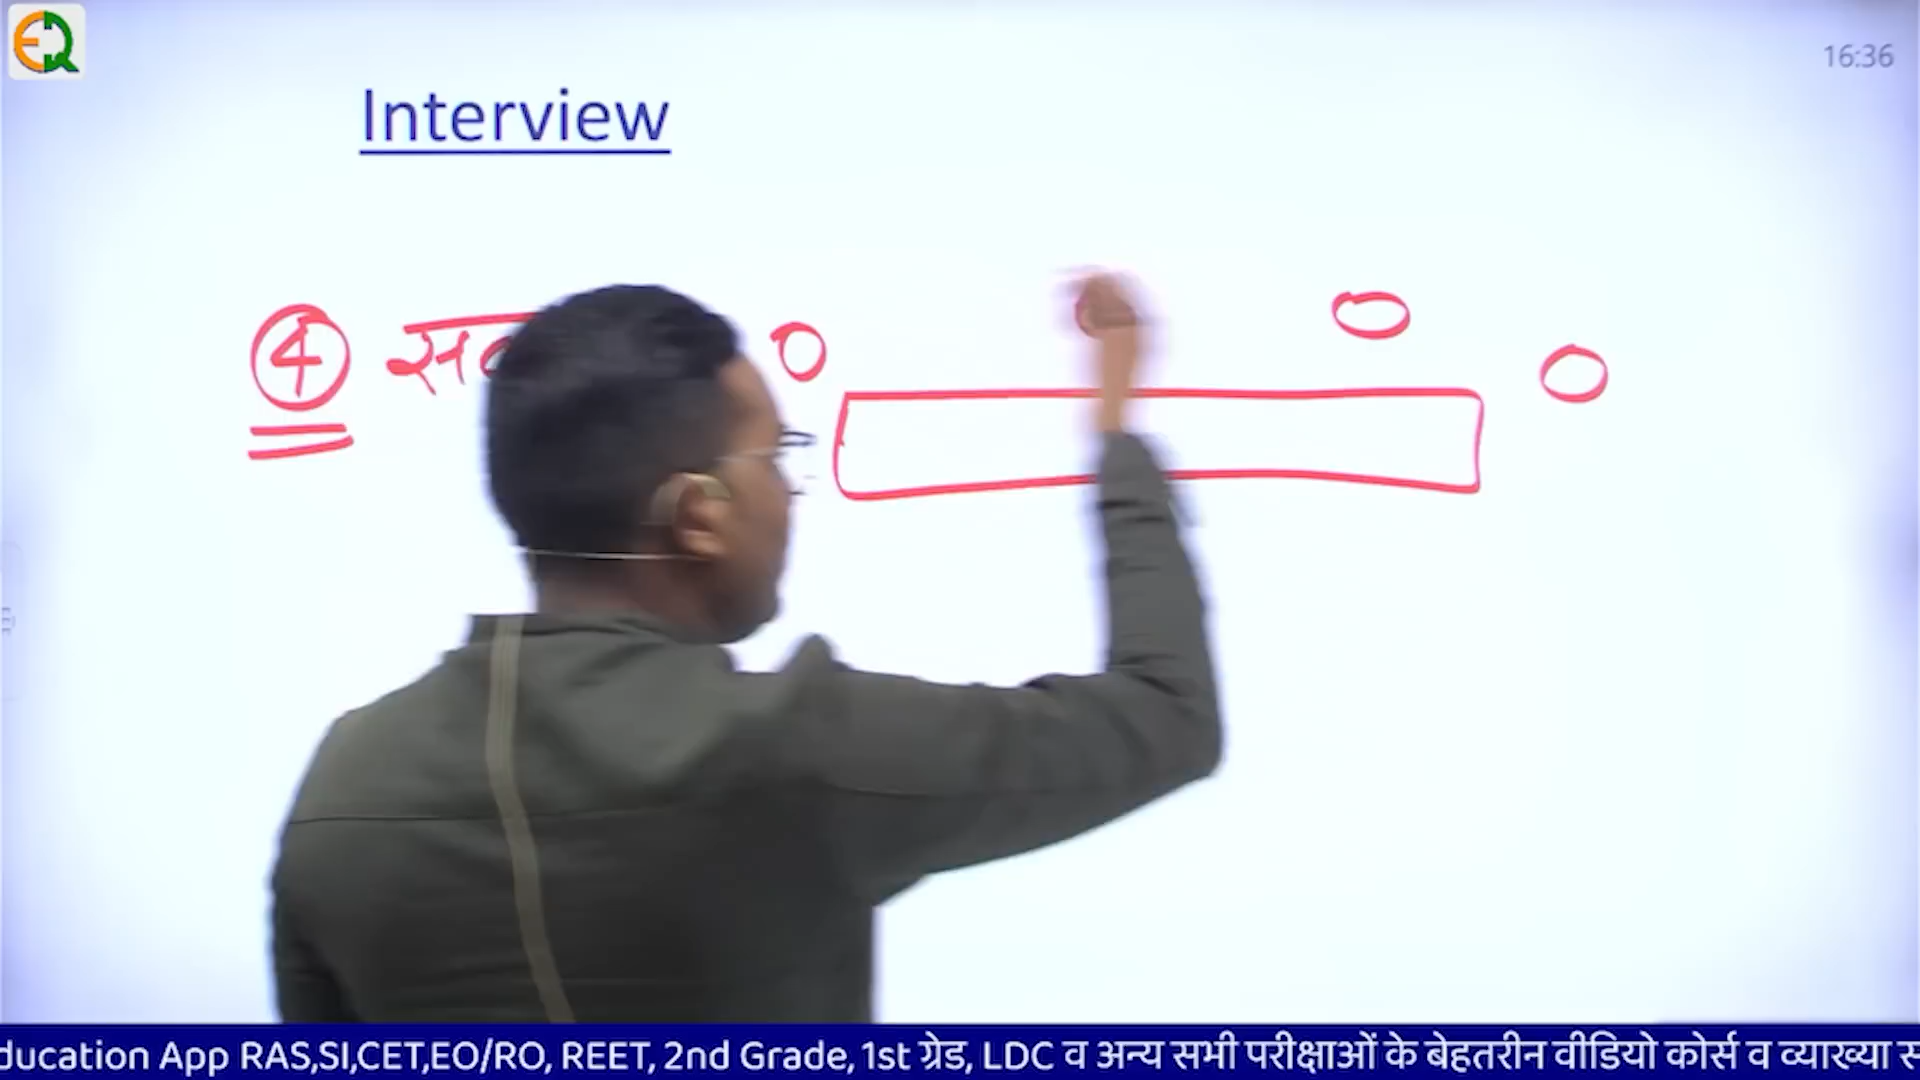 EQ
16:36
Interview
④
ducation App RAS,SI,CET,EO/RO, REET, 2nd Grade, 1st ग्रेड, LDC व अन्य सभी परीक्षाओं के बेहतरीन वीडियो कोर्स व व्याख्या स